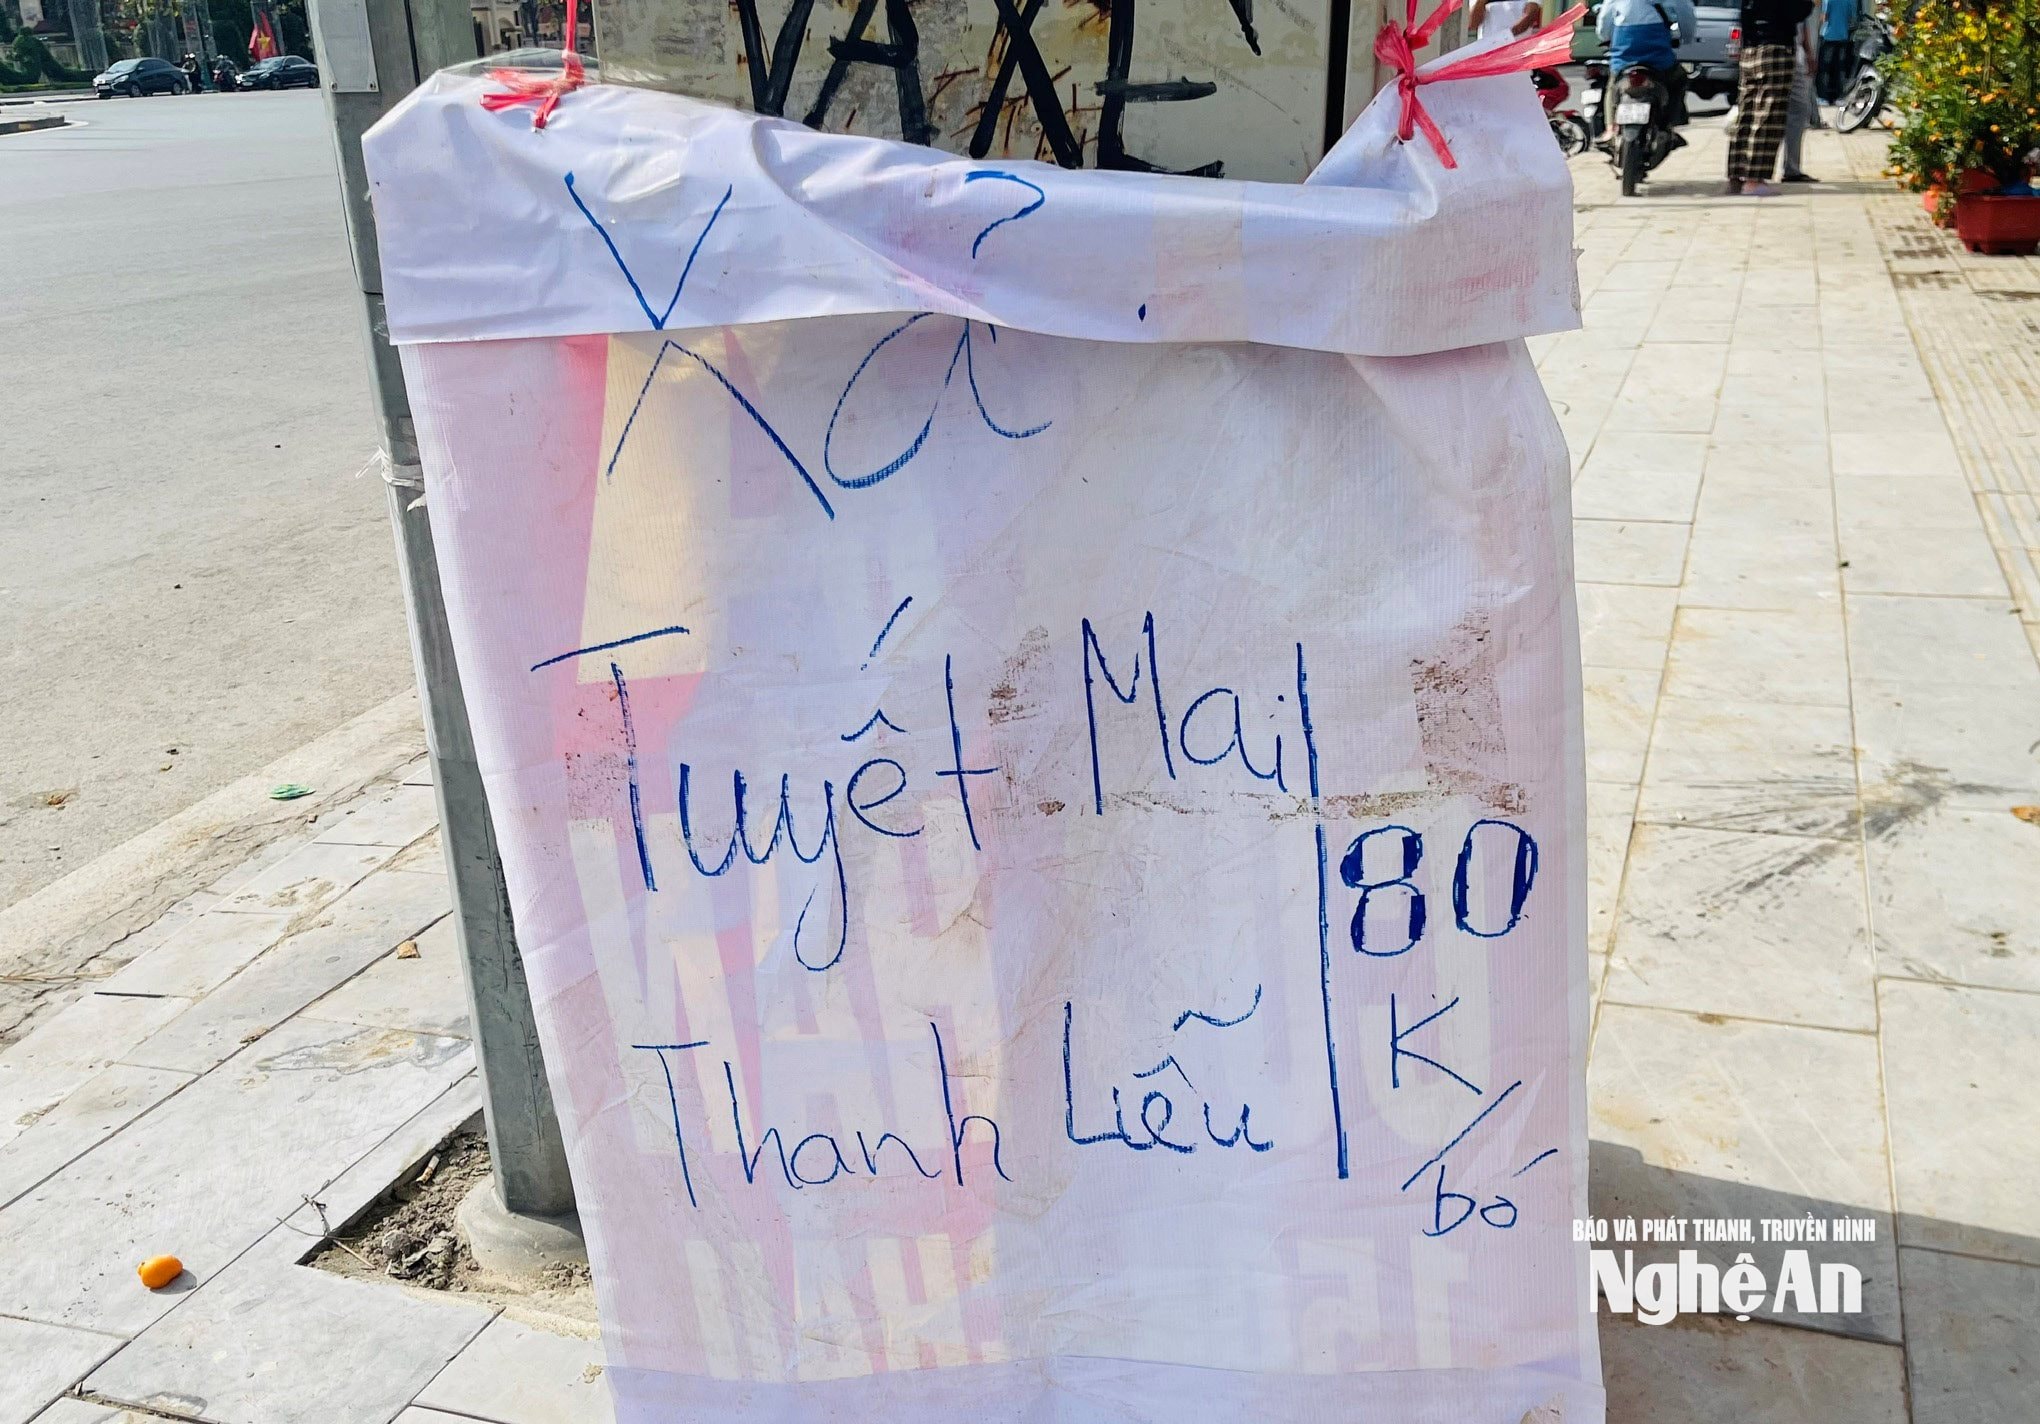 Xả
Tuyết Mai
Thanh Liễu
80
K
/bó
BÁO VÀ PHÁT THANH, TRUYỀN HÌNH
Nghệ An